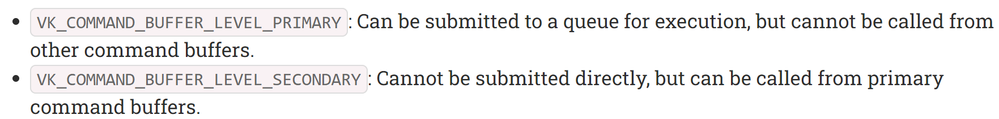 • VK_COMMAND_BUFFER_LEVEL_PRIMARY: Can be submitted to a queue for execution, but cannot be called from
other command buffers.
• VK_COMMAND_BUFFER_LEVEL_SECONDARY: Cannot be submitted directly, but can be called from primary
command buffers.